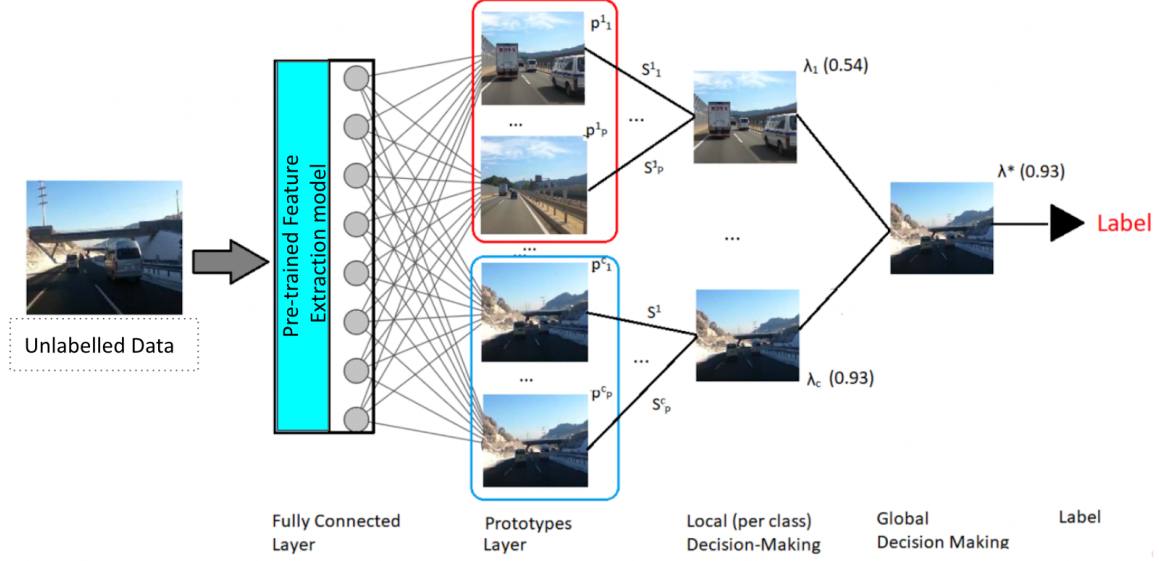 Unlabelled Data
Pre-trained Feature
Extraction model
p¹₁
...
p¹ₚ
...
...
pᶜ₁
...
pᶜₚ
S¹₁
...
S¹ₚ
S¹
...
Sᶜₚ
λ₁ (0.54)
...
λc (0.93)
λ* (0.93)
Label
Fully Connected
Layer
Prototypes
Layer
Local (per class)
Decision-Making
Global
Decision Making
Label